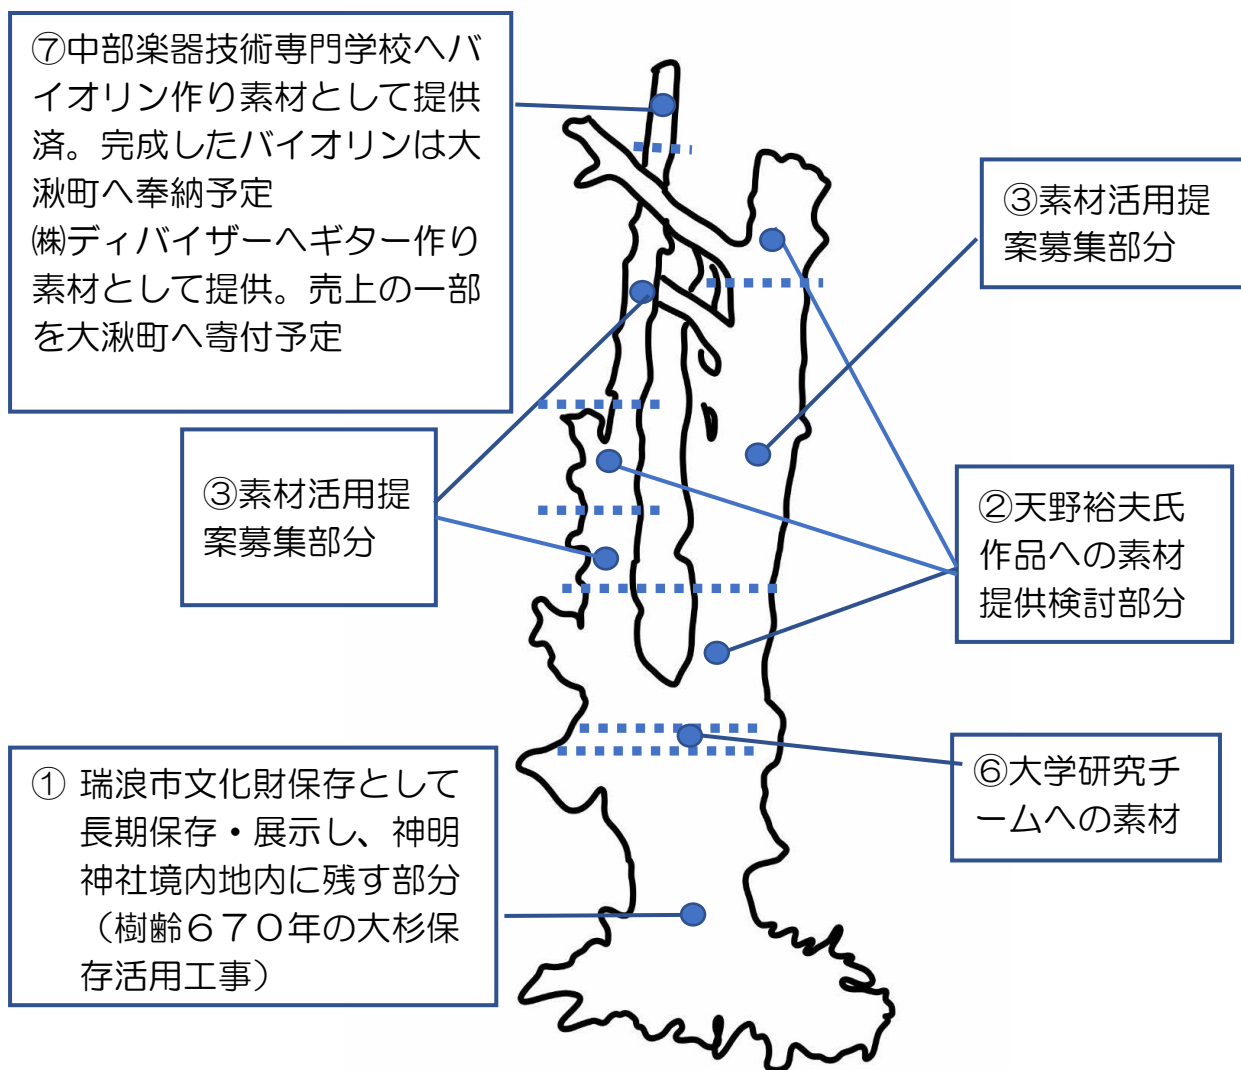 ⑦中部楽器技術専門学校へバ
イオリン作り素材として提供
済。完成したバイオリンは大
湫町へ奉納予定
㈱ディバイザーへギター作り
素材として提供。売上の一部
を大湫町へ寄付予定
③素材活用提
案募集部分
③素材活用提
案募集部分
②天野裕夫氏
作品への素材
提供検討部分
① 瑞浪市文化財保存として
長期保存・展示し、神明
神社境内地内に残す部分
（樹齢６７０年の大杉保
存活用工事）
⑥大学研究チ
ームへの素材